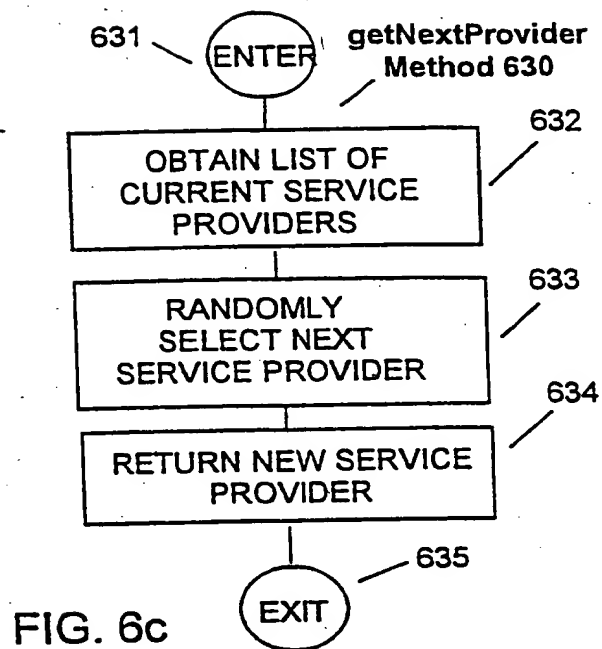 631
ENTER
getNextProvider
Method 630
632
OBTAIN LIST OF
CURRENT SERVICE
PROVIDERS
633
RANDOMLY
SELECT NEXT
SERVICE PROVIDER
634
RETURN NEW SERVICE
PROVIDER
635
EXIT
FIG. 6c